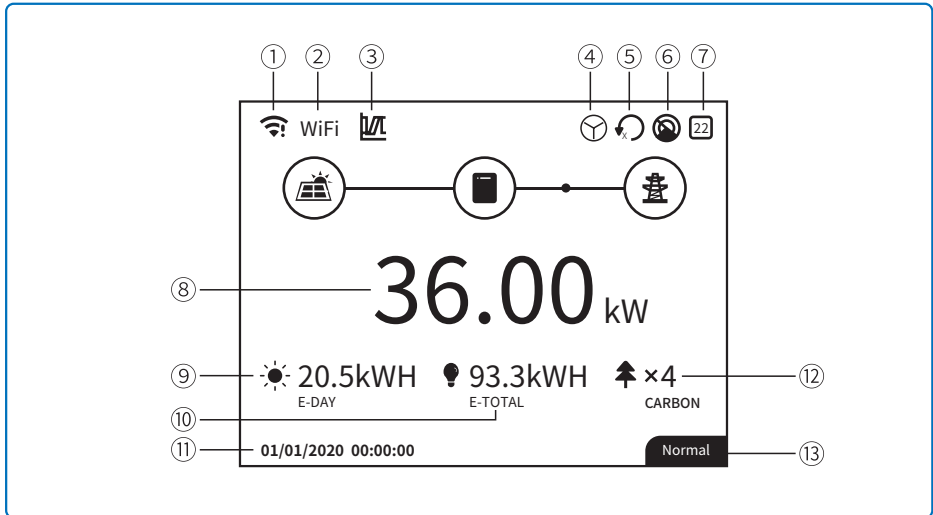 ① ② ③ ④ ⑤ ⑥ ⑦
WiFi 22
⑧ 36.00 kW
⑨ 20.5kWH 93.3kWH ×4 ⑫
E-DAY E-TOTAL CARBON
⑩
⑪ 01/01/2020 00:00:00 Normal ⑬